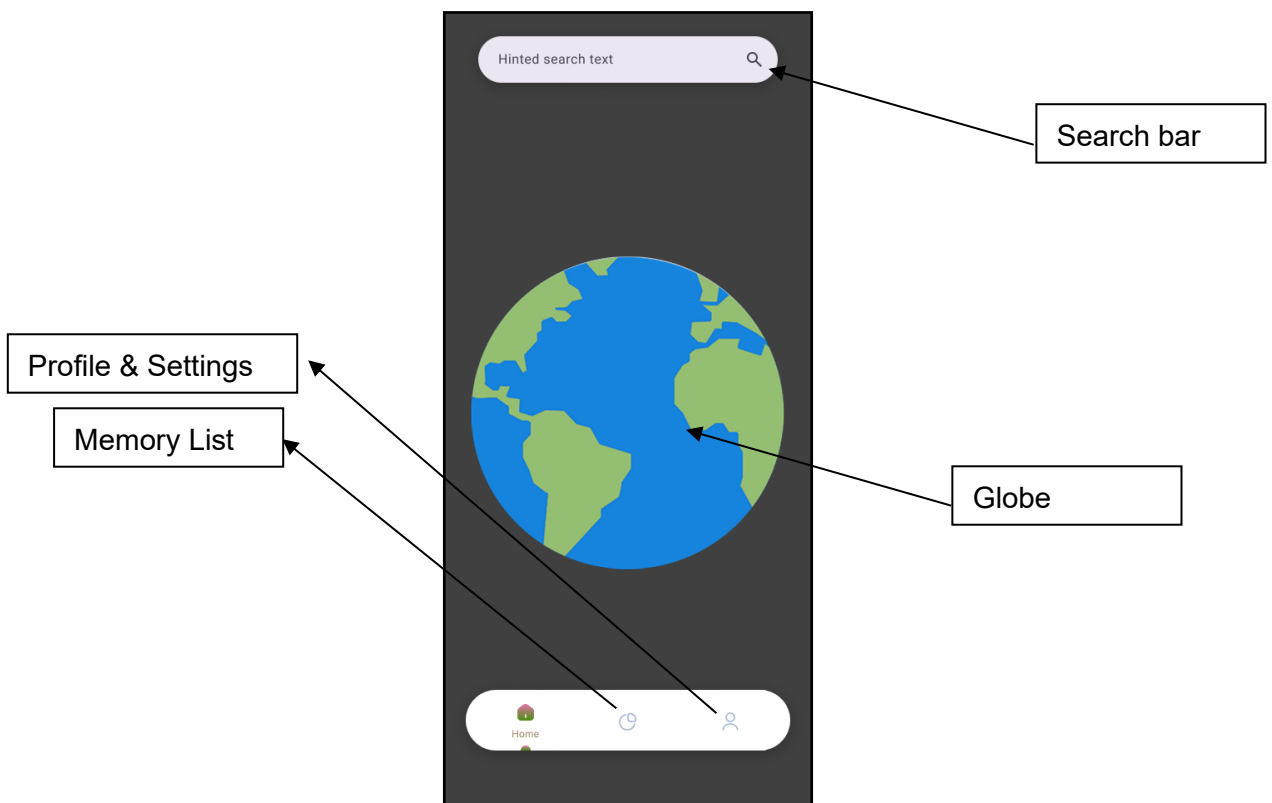 Hinted search text
Search bar
Profile & Settings
Memory List
Globe
Home